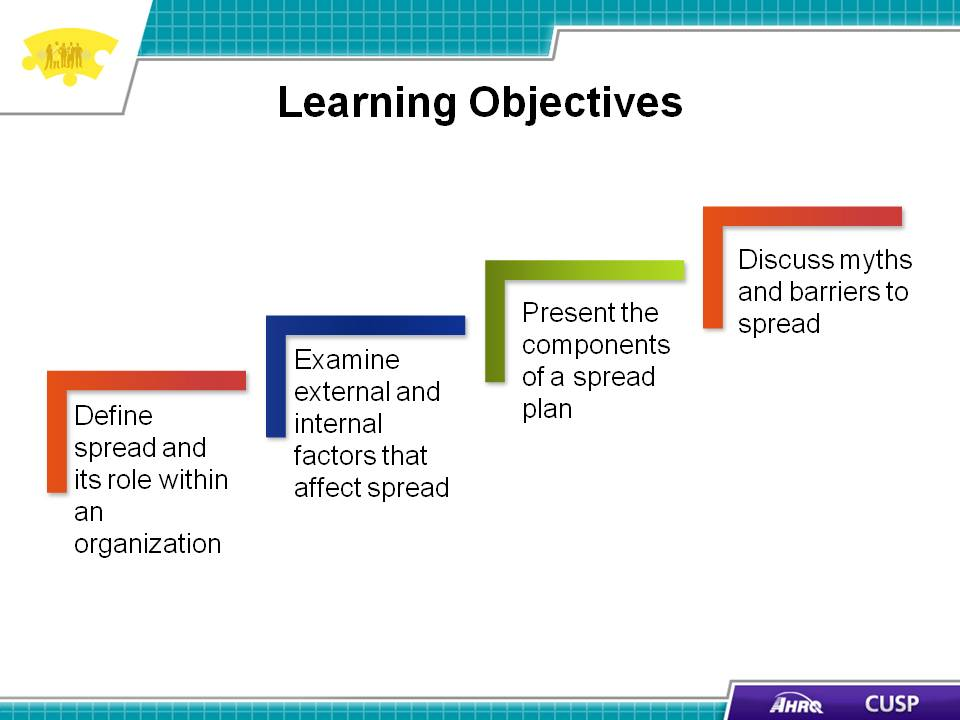 Learning Objectives
Define
spread and
its role within
an
organization
Examine
external and
internal
factors that
affect spread
Present the
components
of a spread
plan
Discuss myths
and barriers to
spread
AHRQ
CUSP